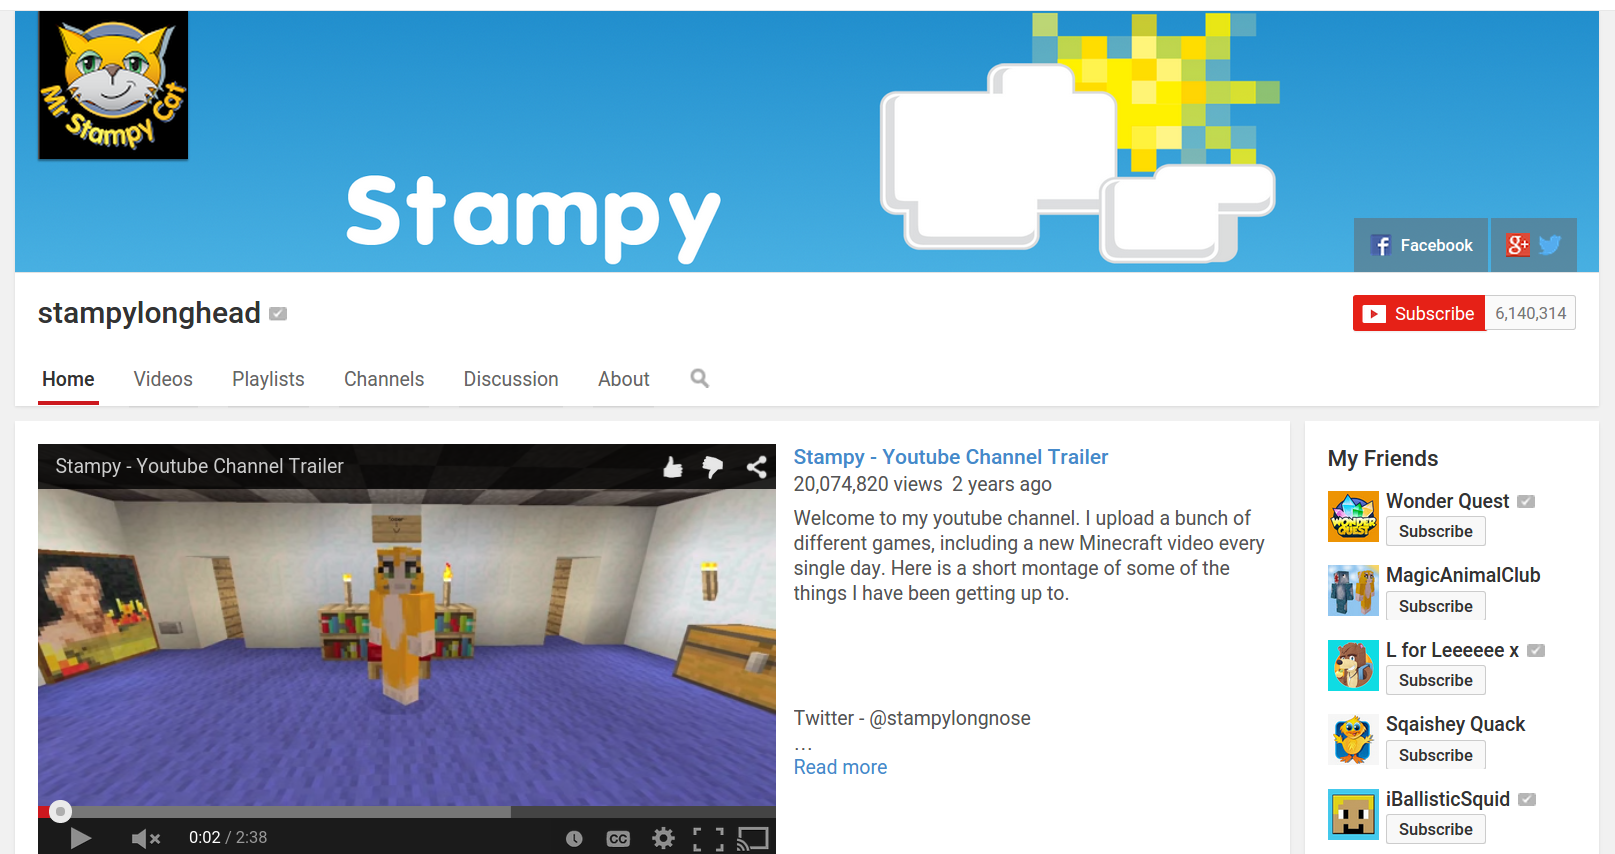 Mr Stampy Cat
Stampy
Facebook
stampylonghead
Subscribe 6,140,314
Home Videos Playlists Channels Discussion About
Stampy - Youtube Channel Trailer
0:02 / 2:38
CC
Stampy - Youtube Channel Trailer
20,074,820 views 2 years ago
Welcome to my youtube channel. I upload a bunch of
different games, including a new Minecraft video every
single day. Here is a short montage of some of the
things I have been getting up to.
Twitter - @stampylongnose
...
Read more
My Friends
WONDER QUEST
Wonder Quest
Subscribe
MagicAnimalClub
Subscribe
L for Leeeeee x
Subscribe
Sqaishey Quack
Subscribe
iBallisticSquid
Subscribe